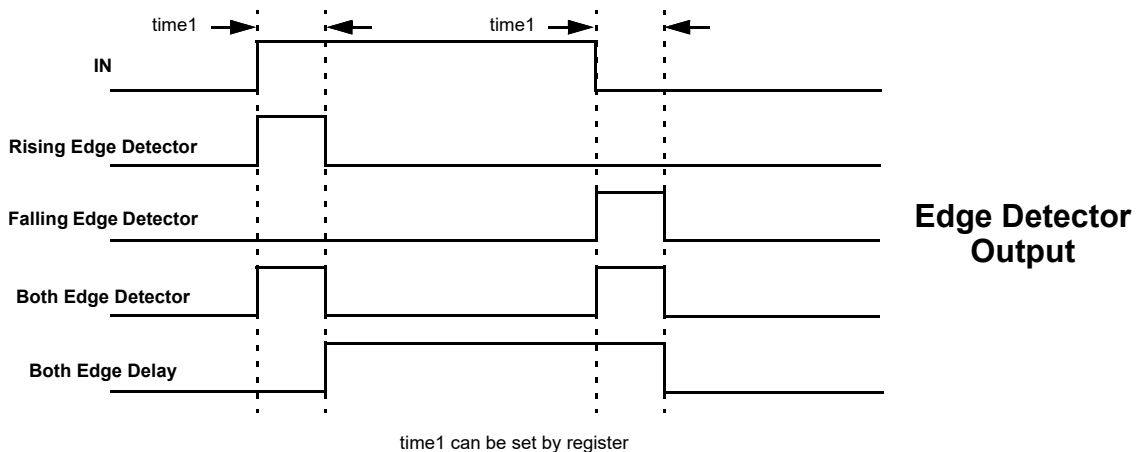 time1
time1
IN
Rising Edge Detector
Falling Edge Detector
Edge Detector
Output
Both Edge Detector
Both Edge Delay
time1 can be set by register